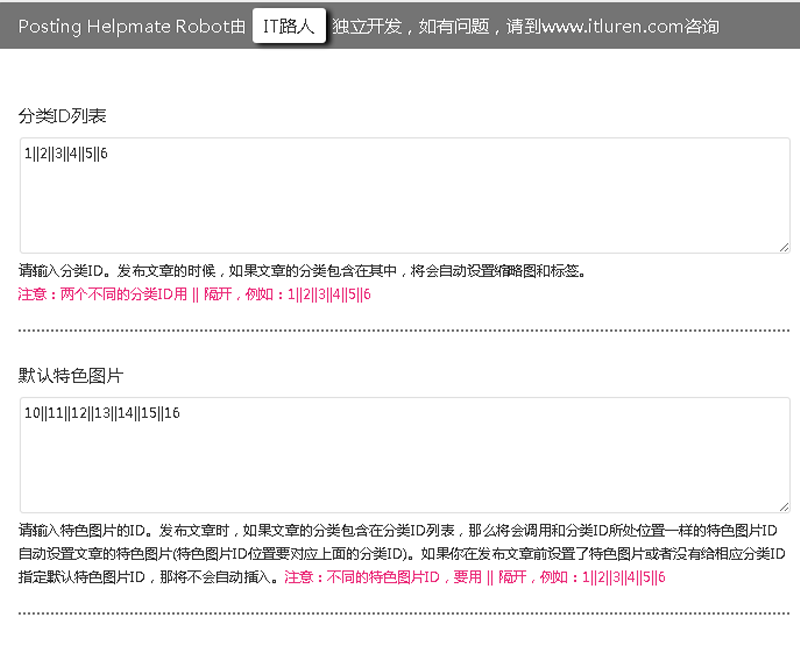 Posting Helpmate Robot由 IT路人 独立开发，如有问题，请到www.itluren.com咨询
分类ID列表
1||2||3||4||5||6
请输入分类ID。发布文章的时候，如果文章的分类包含在其中，将会自动设置缩略图和标签。
注意：两个不同的分类ID用 || 隔开，例如：1||2||3||4||5||6
默认特色图片
10||11||12||13||14||15||16
请输入特色图片的ID。发布文章时，如果文章的分类包含在分类ID列表，那么将会调用和分类ID所处位置一样的特色图片ID
自动设置文章的特色图片(特色图片ID位置要对应上面的分类ID)。如果你在发布文章前设置了特色图片或者没有给相应分类ID
指定默认特色图片ID，那将不会自动插入。注意：不同的特色图片ID，要用 || 隔开，例如：1||2||3||4||5||6